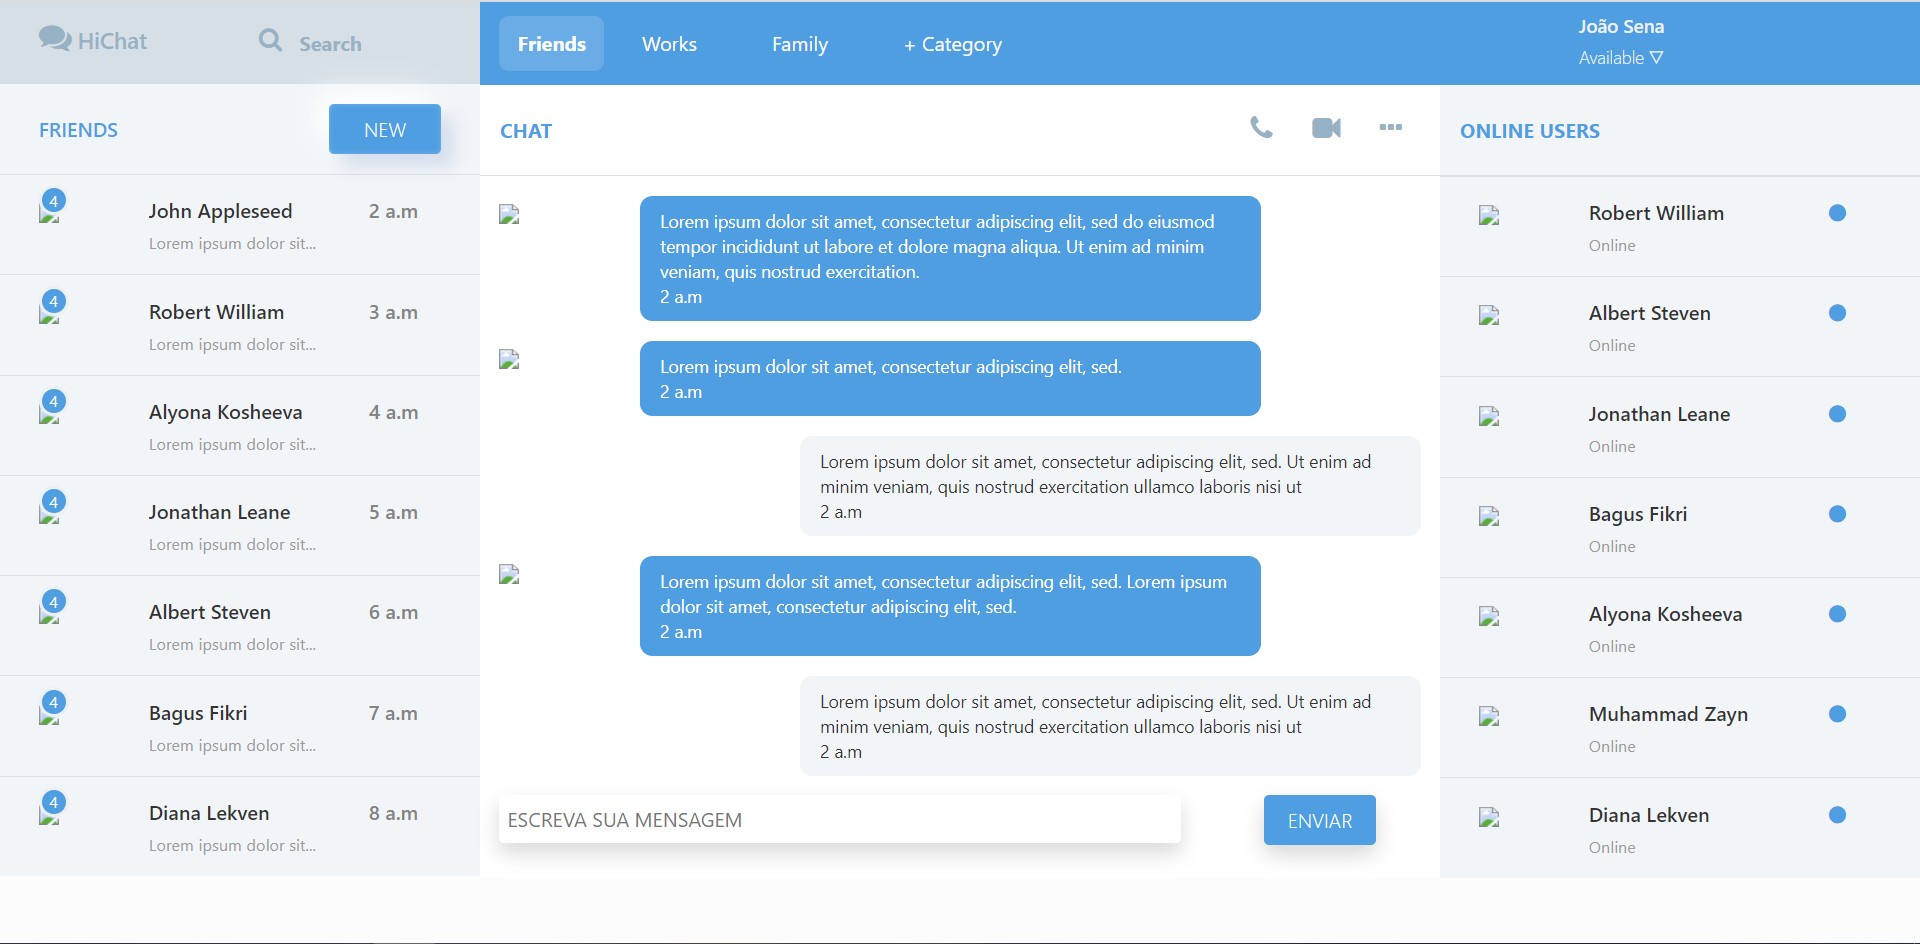 HiChat
Search
Friends
Works
Family
+ Category
João Sena
Available ▽
FRIENDS
NEW
4
John Appleseed
2 a.m
Lorem ipsum dolor sit...
4
Robert William
3 a.m
Lorem ipsum dolor sit...
4
Alyona Kosheeva
4 a.m
Lorem ipsum dolor sit...
4
Jonathan Leane
5 a.m
Lorem ipsum dolor sit...
4
Albert Steven
6 a.m
Lorem ipsum dolor sit...
4
Bagus Fikri
7 a.m
Lorem ipsum dolor sit...
4
Diana Lekven
8 a.m
Lorem ipsum dolor sit...
CHAT
Lorem ipsum dolor sit amet, consectetur adipiscing elit, sed do eiusmod
tempor incididunt ut labore et dolore magna aliqua. Ut enim ad minim
veniam, quis nostrud exercitation.
2 a.m
Lorem ipsum dolor sit amet, consectetur adipiscing elit, sed.
2 a.m
Lorem ipsum dolor sit amet, consectetur adipiscing elit, sed. Ut enim ad
minim veniam, quis nostrud exercitation ullamco laboris nisi ut
2 a.m
Lorem ipsum dolor sit amet, consectetur adipiscing elit, sed. Lorem ipsum
dolor sit amet, consectetur adipiscing elit, sed.
2 a.m
Lorem ipsum dolor sit amet, consectetur adipiscing elit, sed. Ut enim ad
minim veniam, quis nostrud exercitation ullamco laboris nisi ut
2 a.m
ESCREVA SUA MENSAGEM
ENVIAR
ONLINE USERS
Robert William
Online
Albert Steven
Online
Jonathan Leane
Online
Bagus Fikri
Online
Alyona Kosheeva
Online
Muhammad Zayn
Online
Diana Lekven
Online